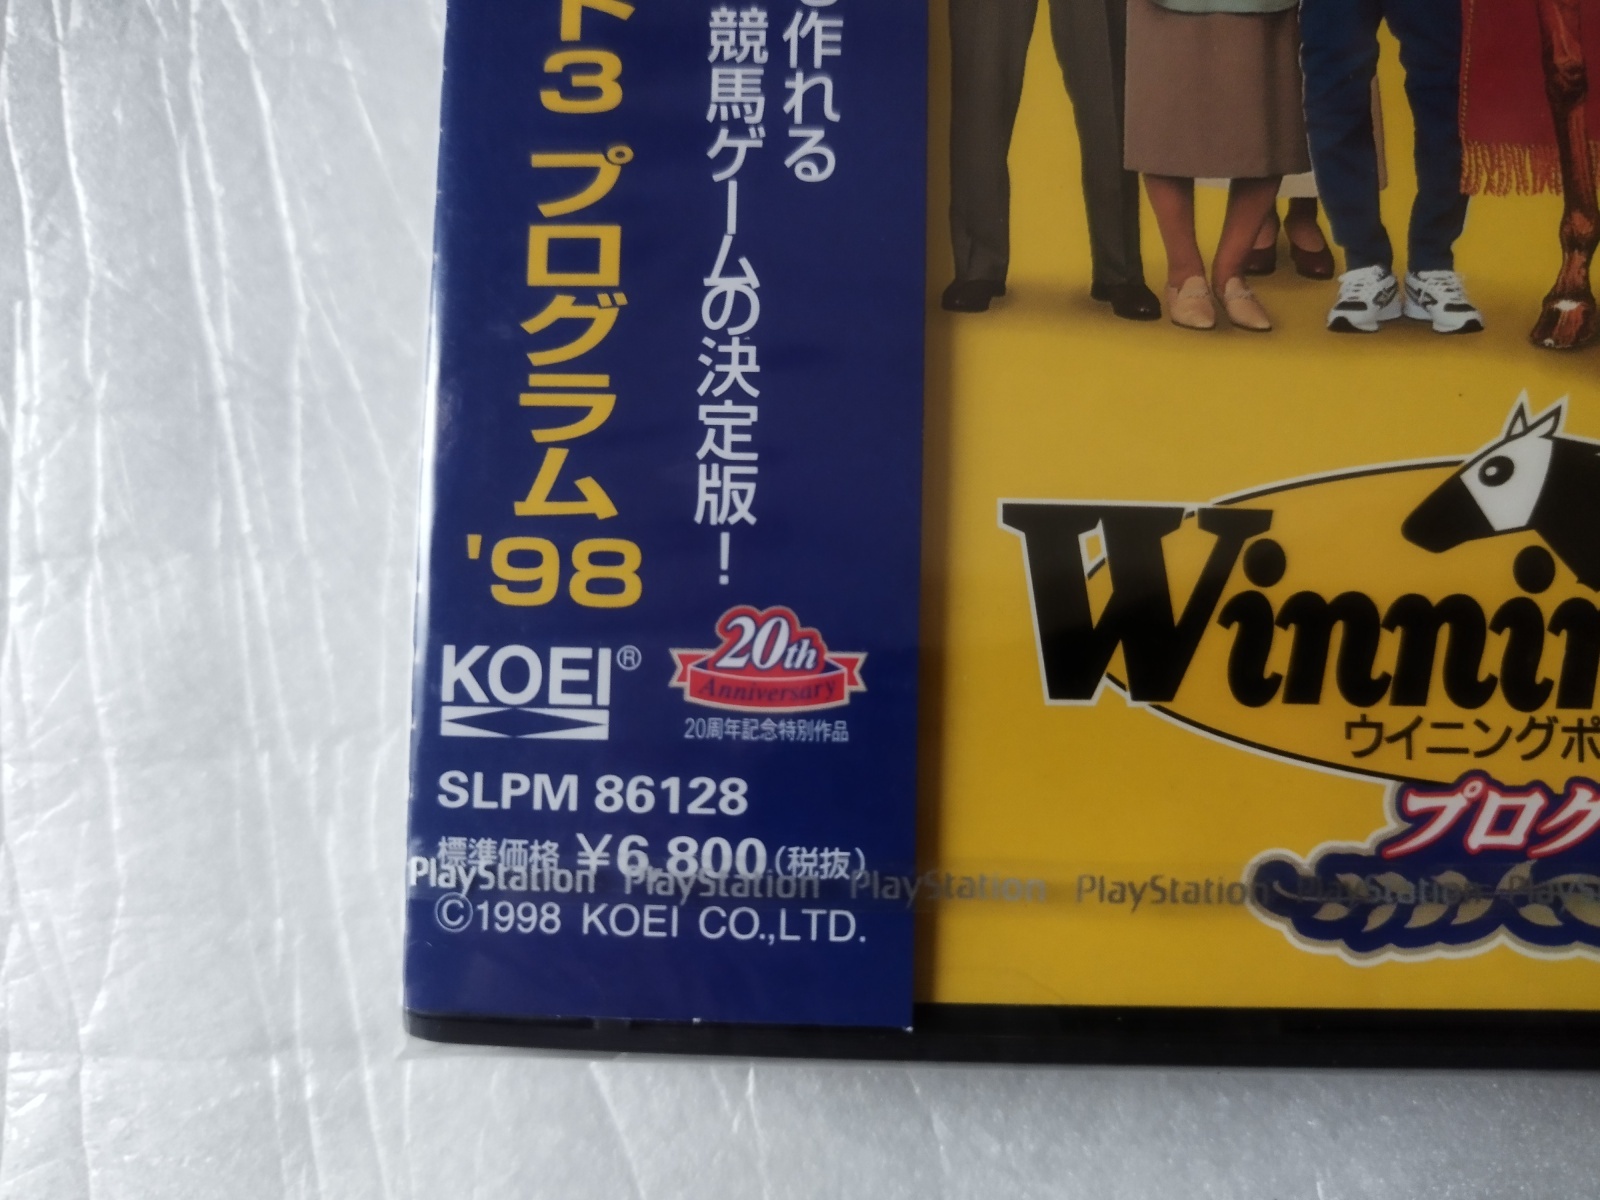 ト3 プログラム '98
作れる
競馬ゲームの決定版！
KOEI®
20th
Anniversary
20周年記念特別作品
SLPM 86128
標準価格 ￥6,800(税抜)
PlayStation PlayStation PlayStation PlayStation PlayStation PlayS
©1998 KOEI CO.,LTD.
Winnin
ウイニングポ
プログ